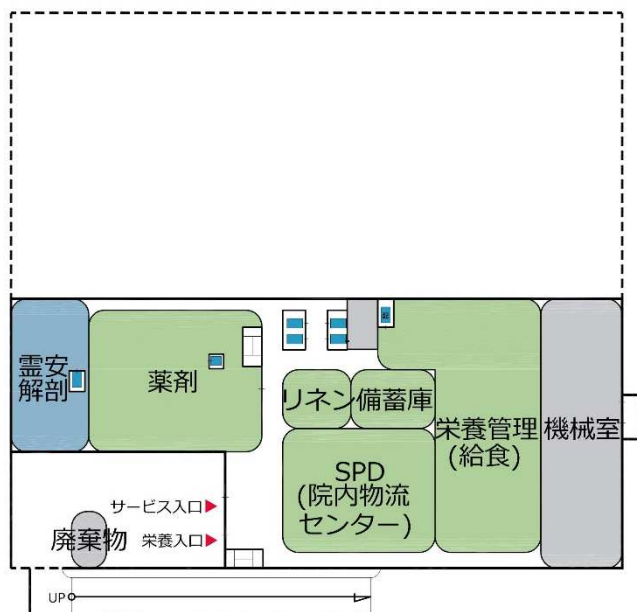 霊安
解剖
薬剤
リネン
備蓄庫
栄養管理
(給食)
機械室
SPD
(院内物流
センター)
サービス入口
廃棄物
栄養入口
UP